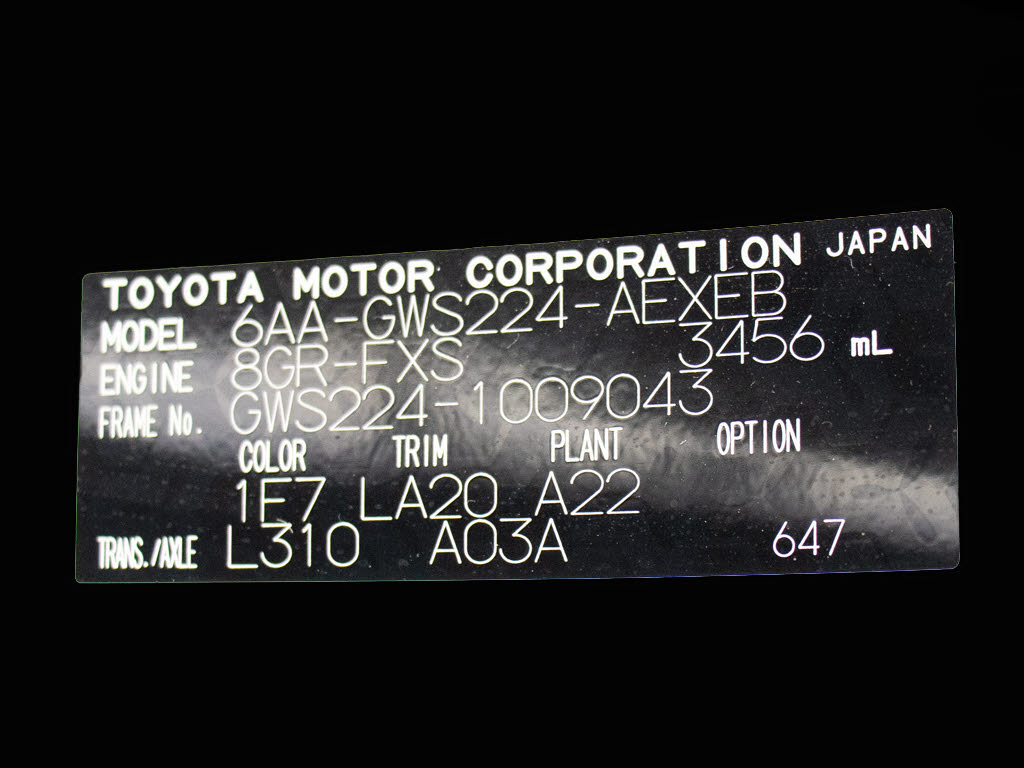 TOYOTA MOTOR CORPORATION JAPAN
MODEL 6AA-GWS224-AEXEB
ENGINE 8GR-FXS 3456 mL
FRAME No. GWS224-1009043
COLOR TRIM PLANT OPTION
1F7 LA20 A22
TRANS./AXLE L310 A03A 647